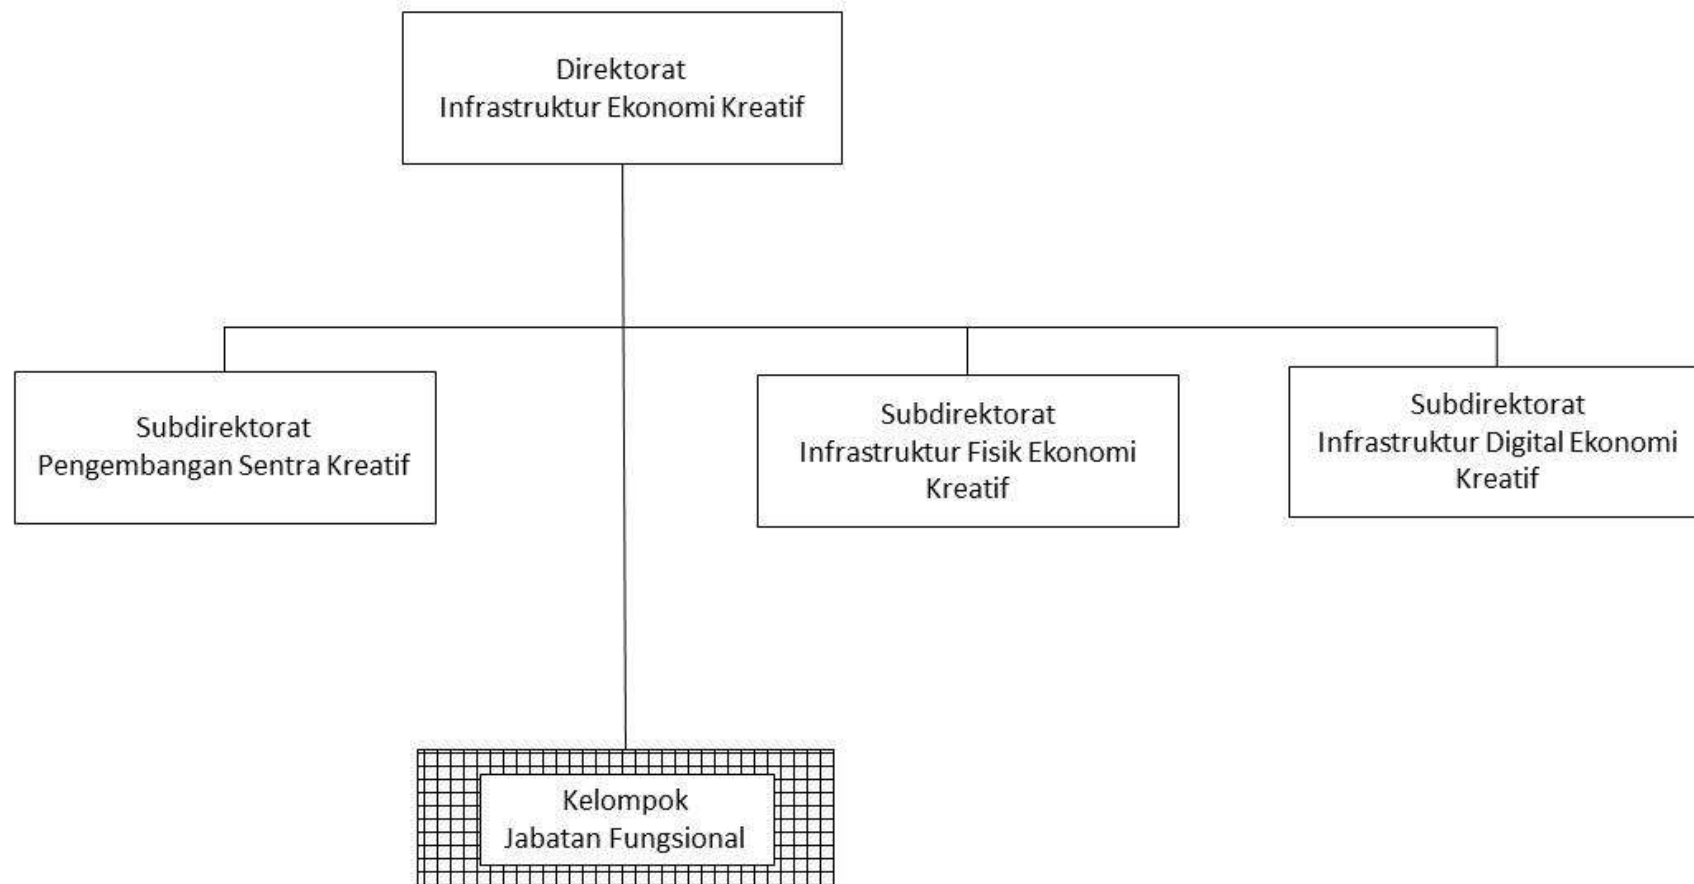 Direktorat
Infrastruktur Ekonomi Kreatif
Subdirektorat
Pengembangan Sentra Kreatif
Subdirektorat
Infrastruktur Fisik Ekonomi
Kreatif
Subdirektorat
Infrastruktur Digital Ekonomi
Kreatif
Kelompok
Jabatan Fungsional